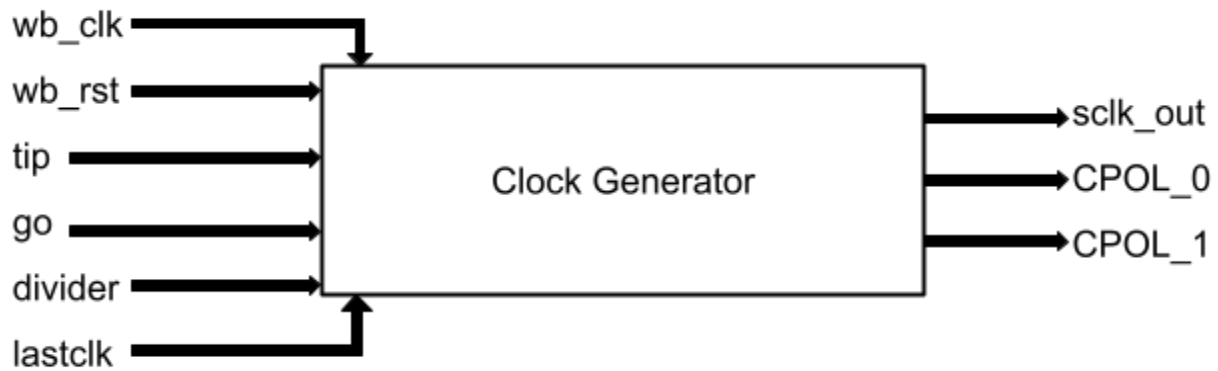 wb_clk
wb_rst
tip
go
divider
lastclk
Clock Generator
sclk_out
CPOL_0
CPOL_1